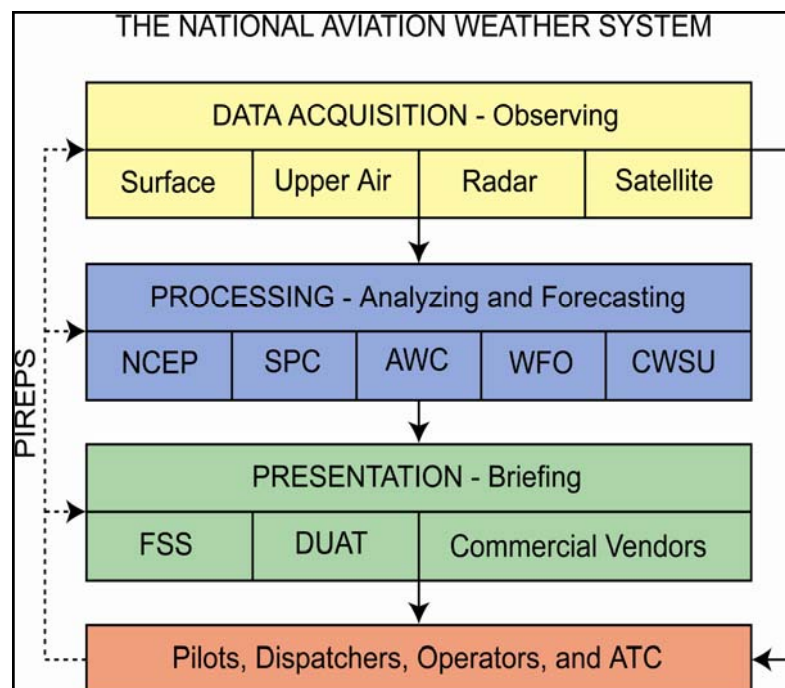 THE NATIONAL AVIATION WEATHER SYSTEM
DATA ACQUISITION - Observing
Surface
Upper Air
Radar
Satellite
PROCESSING - Analyzing and Forecasting
NCEP
SPC
AWC
WFO
CWSU
PIREPS
PRESENTATION - Briefing
FSS
DUAT
Commercial Vendors
Pilots, Dispatchers, Operators, and ATC